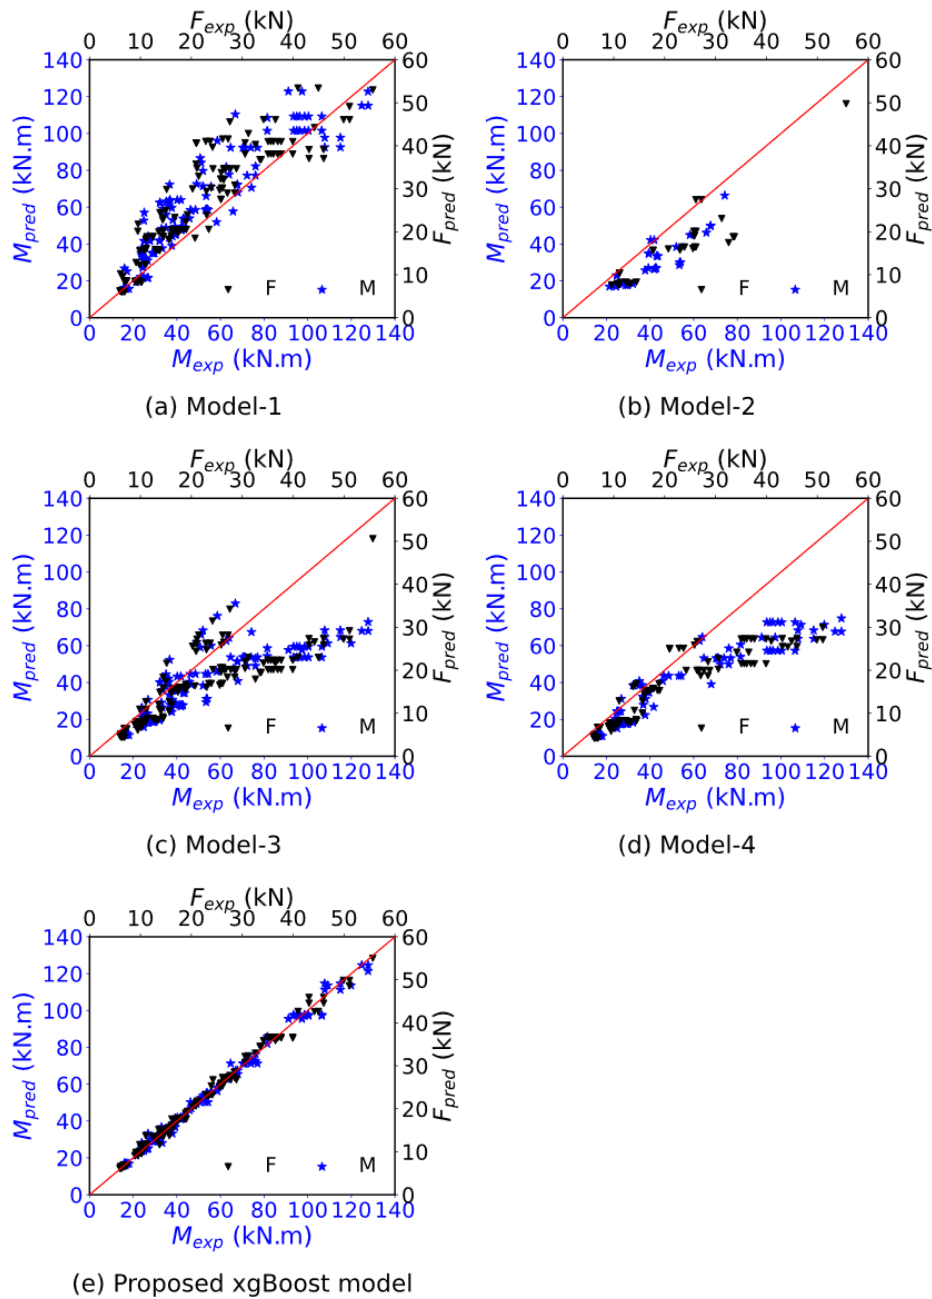 F_exp (kN)
F_exp (kN)
0 10 20 30 40 50 60
0 10 20 30 40 50 60
140 60
140 60
120 50
120 50
100 40
100 40
80 30
80 30
60 20
60 20
40 10
40 10
20 0
20 0
0
0
M_pred (kN.m)
F_pred (kN)
M_pred (kN.m)
F_pred (kN)
F M
F M
0 20 40 60 80 100 120 140
0 20 40 60 80 100 120 140
M_exp (kN.m)
M_exp (kN.m)
(a) Model-1
(b) Model-2
F_exp (kN)
F_exp (kN)
0 10 20 30 40 50 60
0 10 20 30 40 50 60
140 60
140 60
120 50
120 50
100 40
100 40
80 30
80 30
60 20
60 20
40 10
40 10
20 0
20 0
0
0
M_pred (kN.m)
F_pred (kN)
M_pred (kN.m)
F_pred (kN)
F M
F M
0 20 40 60 80 100 120 140
0 20 40 60 80 100 120 140
M_exp (kN.m)
M_exp (kN.m)
(c) Model-3
(d) Model-4
F_exp (kN)
0 10 20 30 40 50 60
140 60
120 50
100 40
80 30
60 20
40 10
20 0
0
M_pred (kN.m)
F_pred (kN)
F M
0 20 40 60 80 100 120 140
M_exp (kN.m)
(e) Proposed xgBoost model